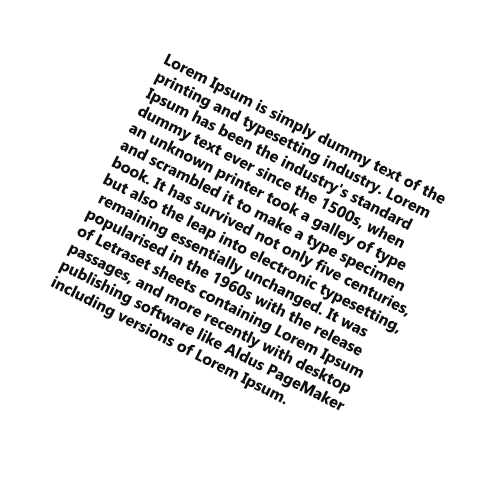 Lorem Ipsum is simply dummy text of the
printing and typesetting industry. Lorem
Ipsum has been the industry's standard
dummy text ever since the 1500s, when
an unknown printer took a galley of type
and scrambled it to make a type specimen
book. It has survived not only five centuries,
but also the leap into electronic typesetting,
remaining essentially unchanged. It was
popularised in the 1960s with the release
of Letraset sheets containing Lorem Ipsum
passages, and more recently with desktop
publishing software like Aldus PageMaker
including versions of Lorem Ipsum.